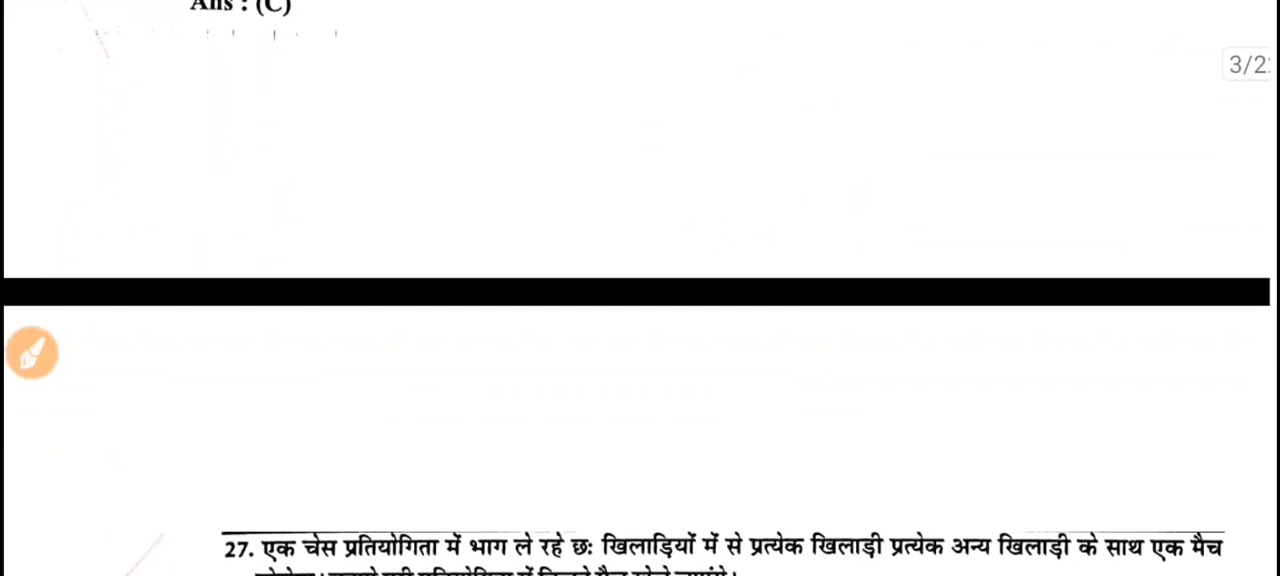 Ans : (C)
3/2
27. एक चेस प्रतियोगिता में भाग ले रहे छः खिलाड़ियों में से प्रत्येक खिलाड़ी प्रत्येक अन्य खिलाड़ी के साथ एक मैच